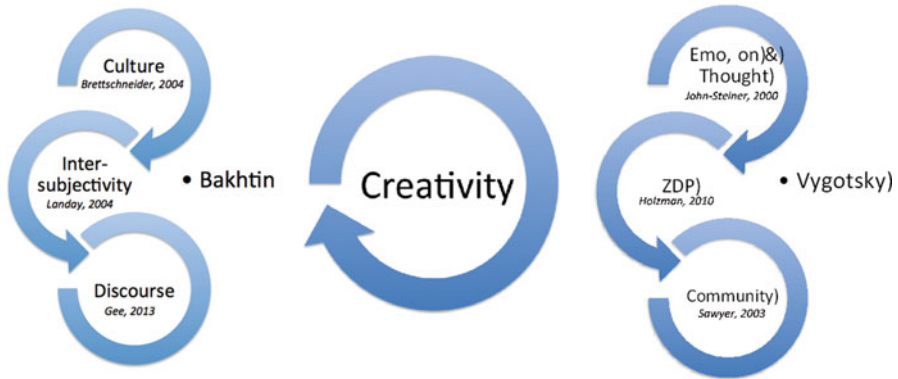 Culture
Brettschneider, 2004
Inter-
subjectivity
Landay, 2004
• Bakhtin
Discourse
Gee, 2013
Creativity
Emo, on)&)
Thought)
John-Steiner, 2000
ZDP)
Holzman, 2010
• Vygotsky)
Community)
Sawyer, 2003